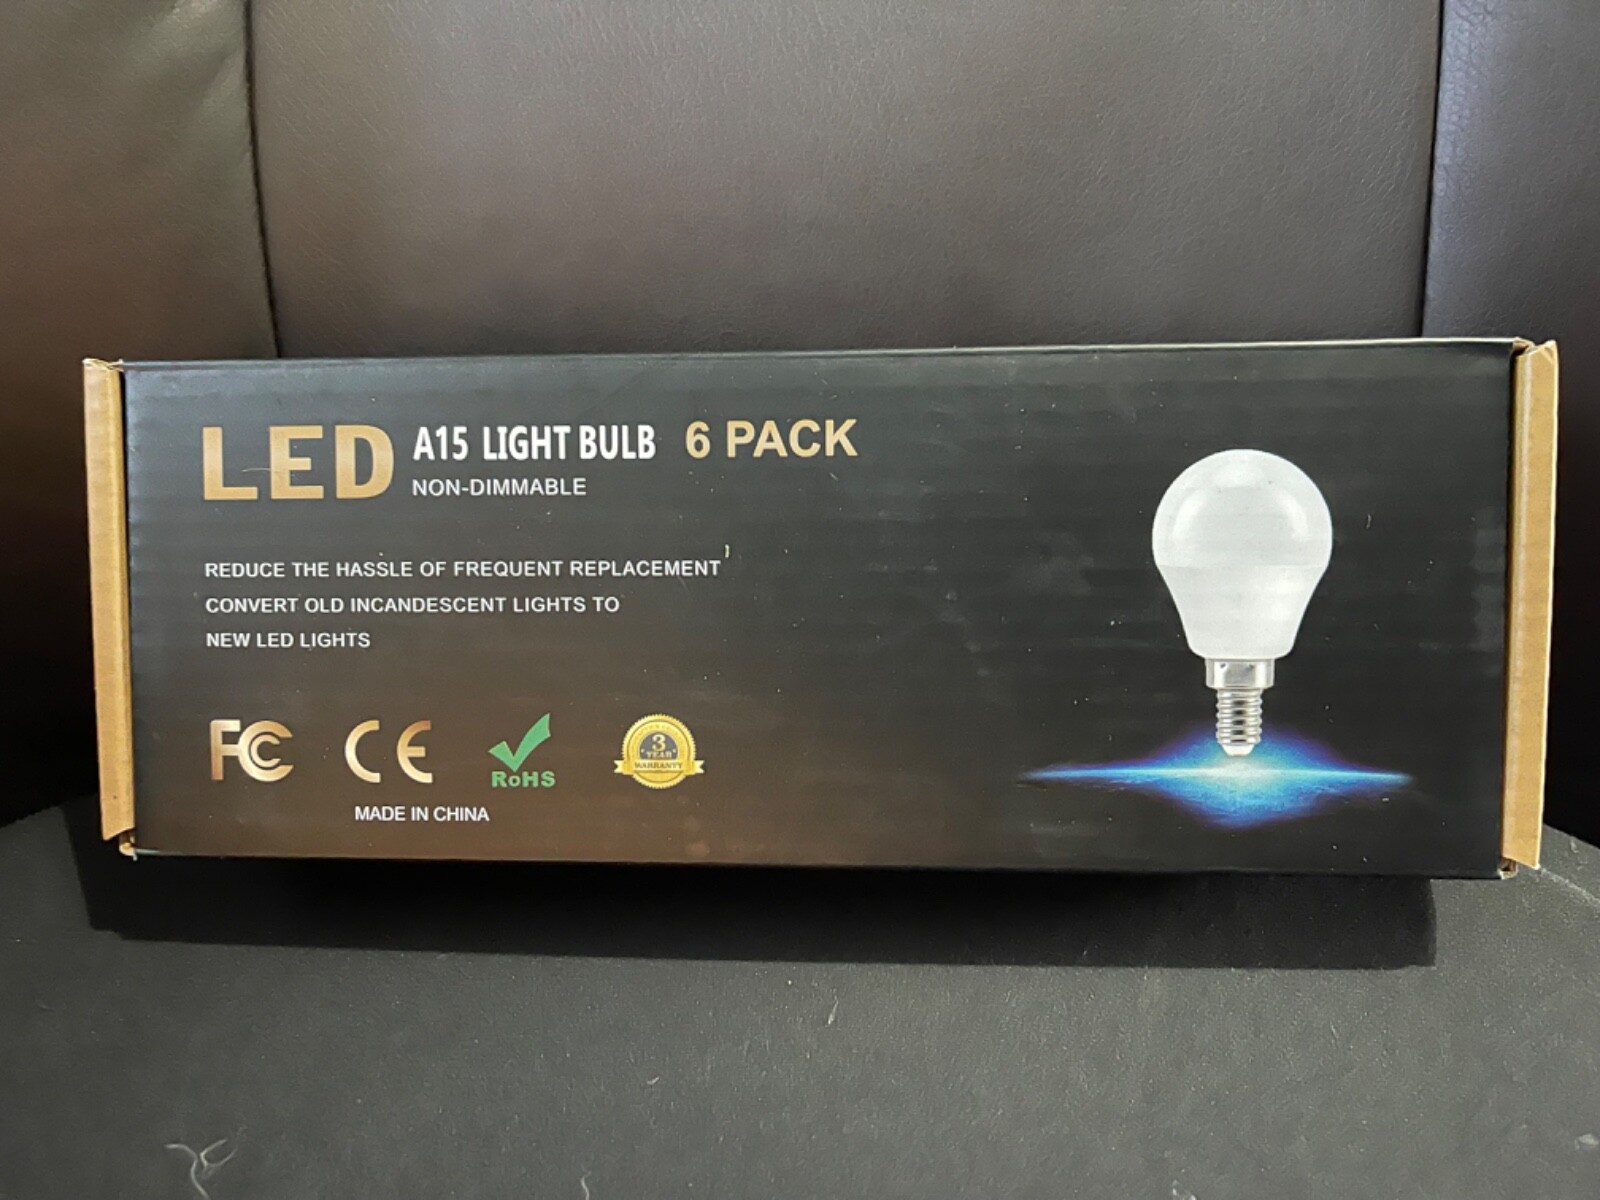 LED A15 LIGHT BULB 6 PACK
NON-DIMMABLE
REDUCE THE HASSLE OF FREQUENT REPLACEMENT
CONVERT OLD INCANDESCENT LIGHTS TO
NEW LED LIGHTS
FC CE RoHS
3
YEAR
WARRANTY
MADE IN CHINA